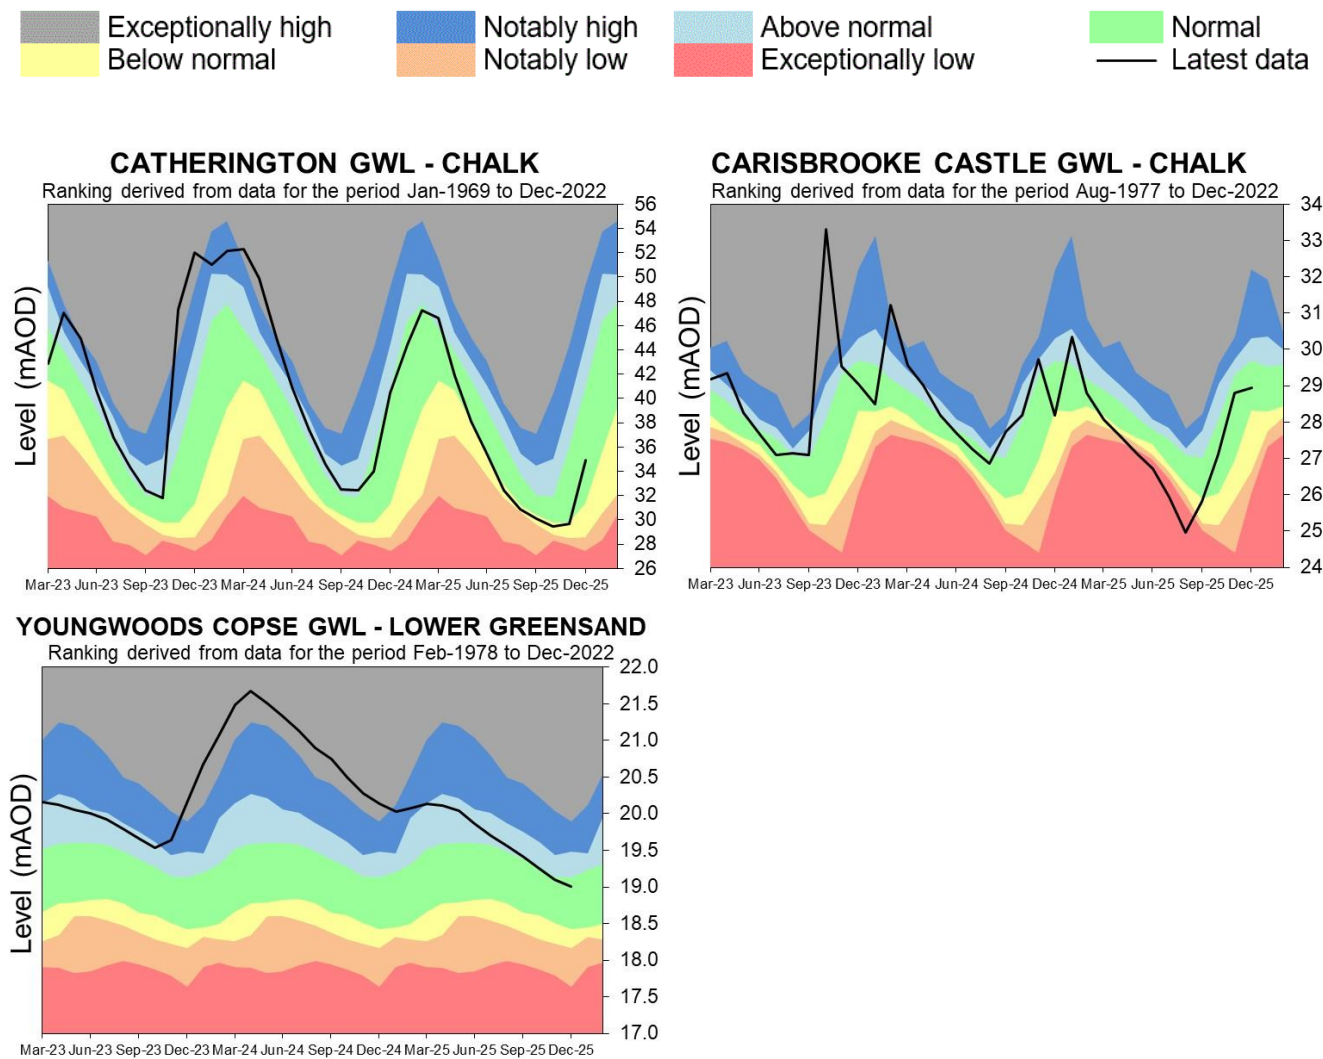 Exceptionally high Notably high Above normal Normal
Below normal Notably low Exceptionally low Latest data
CATHERINGTON GWL - CHALK
Ranking derived from data for the period Jan-1969 to Dec-2022
Level (mAOD)
56
54
52
50
48
46
44
42
40
38
36
34
32
30
28
26
Mar-23 Jun-23 Sep-23 Dec-23 Mar-24 Jun-24 Sep-24 Dec-24 Mar-25 Jun-25 Sep-25 Dec-25
CARISBROOKE CASTLE GWL - CHALK
Ranking derived from data for the period Aug-1977 to Dec-2022
Level (mAOD)
34
33
32
31
30
29
28
27
26
25
24
Mar-23 Jun-23 Sep-23 Dec-23 Mar-24 Jun-24 Sep-24 Dec-24 Mar-25 Jun-25 Sep-25 Dec-25
YOUNGWOODS COPSE GWL - LOWER GREENSAND
Ranking derived from data for the period Feb-1978 to Dec-2022
Level (mAOD)
22.0
21.5
21.0
20.5
20.0
19.5
19.0
18.5
18.0
17.5
17.0
Mar-23 Jun-23 Sep-23 Dec-23 Mar-24 Jun-24 Sep-24 Dec-24 Mar-25 Jun-25 Sep-25 Dec-25